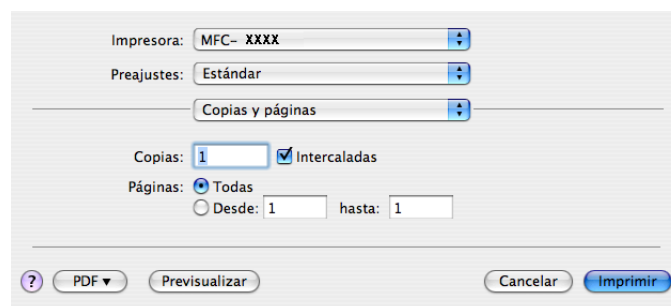 Impresora: MFC- XXXX
Preajustes: Estándar
Copias y páginas
Copias: 1 Intercaladas
Páginas: Todas
Desde: 1 hasta: 1
? PDF ▼ Previsualizar Cancelar Imprimir